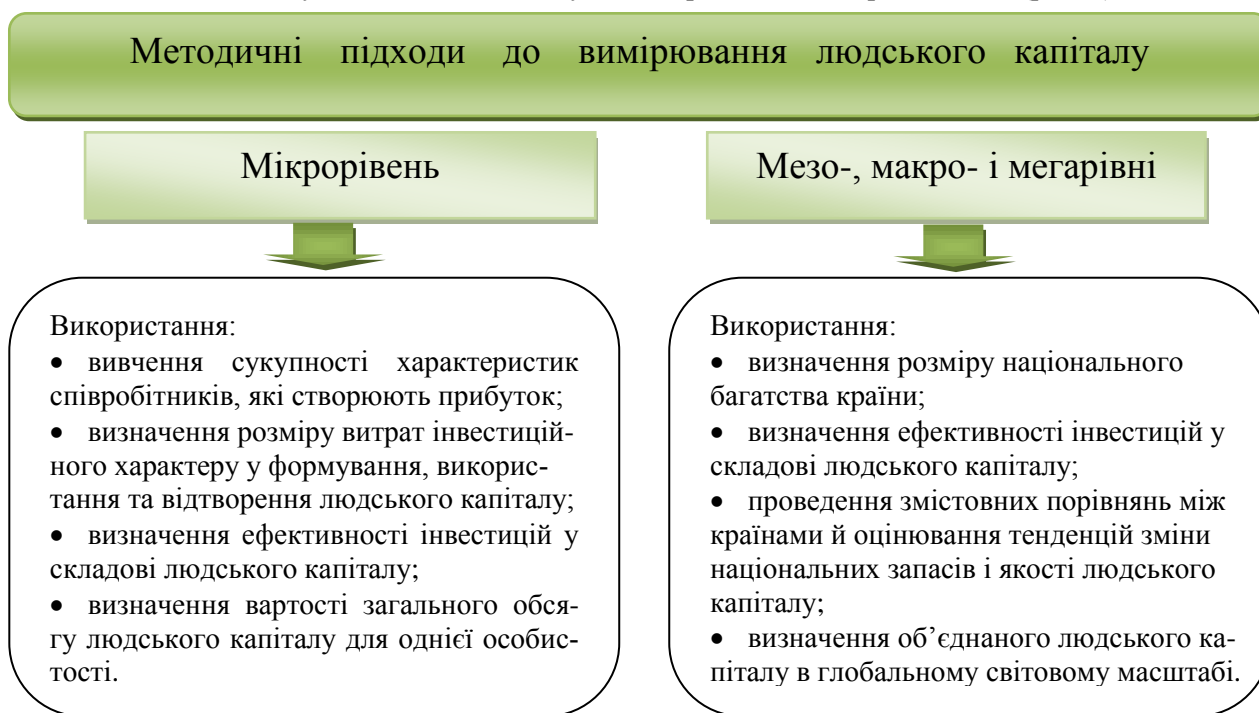 Методичні підходи до вимірювання людського капіталу
Мікрорівень
Використання:
• вивчення сукупності характеристик
співробітників, які створюють прибуток;
• визначення розміру витрат інвестицій-
ного характеру у формування, викорис-
тання та відтворення людського капіталу;
• визначення ефективності інвестицій у
складові людського капіталу;
• визначення вартості загального обся-
гу людського капіталу для однієї особис-
тості.
Мезо-, макро- і мегарівні
Використання:
• визначення розміру національного
багатства країни;
• визначення ефективності інвестицій у
складові людського капіталу;
• проведення змістовних порівнянь між
країнами й оцінювання тенденцій зміни
національних запасів і якості людського
капіталу;
• визначення об’єднаного людського ка-
піталу в глобальному світовому масштабі.